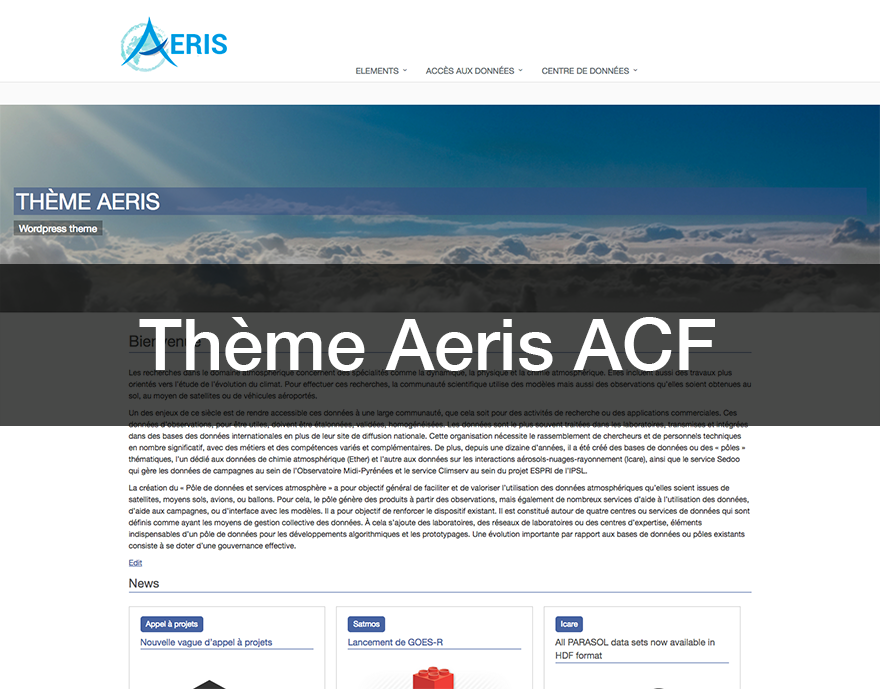 AERIS
ELEMENTS ACCÈS AUX DONNÉES CENTRE DE DONNÉES
THÈME AERIS
Wordpress theme
Thème Aeris ACF
Bienvenue
Les recherches dans le domaine atmosphérique concernent des spécialités comme la dynamique, la physique et la chimie atmosphérique. Elles incluent aussi des travaux plus
orientés vers l'étude de l'évolution du climat. Pour effectuer ces recherches, la communauté scientifique utilise des modèles mais aussi des observations qu'elles soient obtenues au
sol, au moyen de satellites ou de véhicules aéroportés.
Un des enjeux de ce siècle est de rendre accessible ces données à une large communauté, que cela soit pour des activités de recherche ou des applications commerciales. Ces
données d'observations, pour être utiles, doivent être étalonnées, validées, homogénéisées. Les données sont le plus souvent traitées dans les laboratoires, transmises et intégrées
dans des bases des données internationales en plus de leur site de diffusion nationale. Cette organisation nécessite le rassemblement de chercheurs et de personnels techniques
en nombre significatif, avec des métiers et des compétences variés et complémentaires. De plus, depuis une dizaine d'années, il a été créé des bases de données ou des « pôles »
thématiques, l'un dédié aux données de chimie atmosphérique (Ether) et l'autre aux données sur les interactions aérosols-nuages-rayonnement (Icare), ainsi que le service Sedoo
qui gère les données de campagnes au sein de l'Observatoire Midi-Pyrénées et le service Climserv au sein du projet ESPRI de l'IPSL.
La création du « Pôle de données et services atmosphère » a pour objectif général de faciliter et de valoriser l'utilisation des données atmosphériques qu'elles soient issues de
satellites, moyens sols, avions, ou ballons. Pour cela, le pôle génère des produits à partir des observations, mais également de nombreux services d'aide à l'utilisation des données,
d'aide aux campagnes, ou d'interface avec les modèles. Il a pour objectif de renforcer le dispositif existant. Il est constitué autour de quatre centres ou services de données qui sont
définis comme ayant les moyens de gestion collective des données. À cela s'ajoute des laboratoires, des réseaux de laboratoires ou des centres d'expertise, éléments
indispensables d'un pôle de données pour les développements algorithmiques et les prototypages. Une évolution importante par rapport aux bases de données ou pôles existants
consiste à se doter d'une gouvernance effective.
Edit
News
Appel à projets
Nouvelle vague d'appel à projets
Satmos
Lancement de GOES-R
Icare
All PARASOL data sets now available in
HDF format